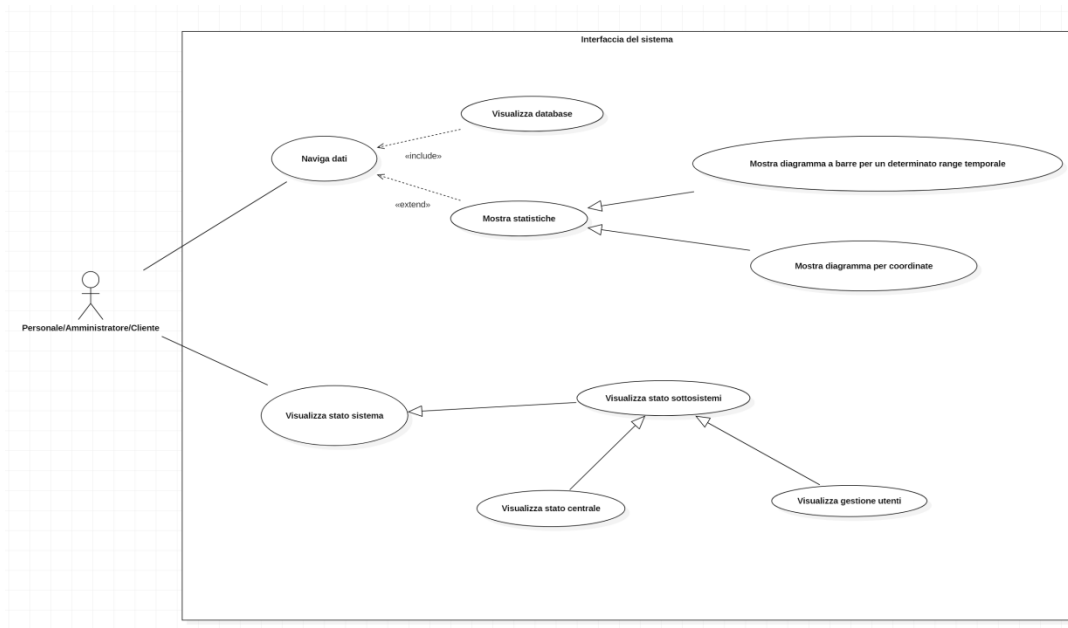 Interfaccia del sistema
Visualizza database
Naviga dati
«include»
Mostra diagramma a barre per un determinato range temporale
«extend»
Mostra statistiche
Mostra diagramma per coordinate
Personale/Amministratore/Cliente
Visualizza stato sottosistemi
Visualizza stato sistema
Visualizza gestione utenti
Visualizza stato centrale